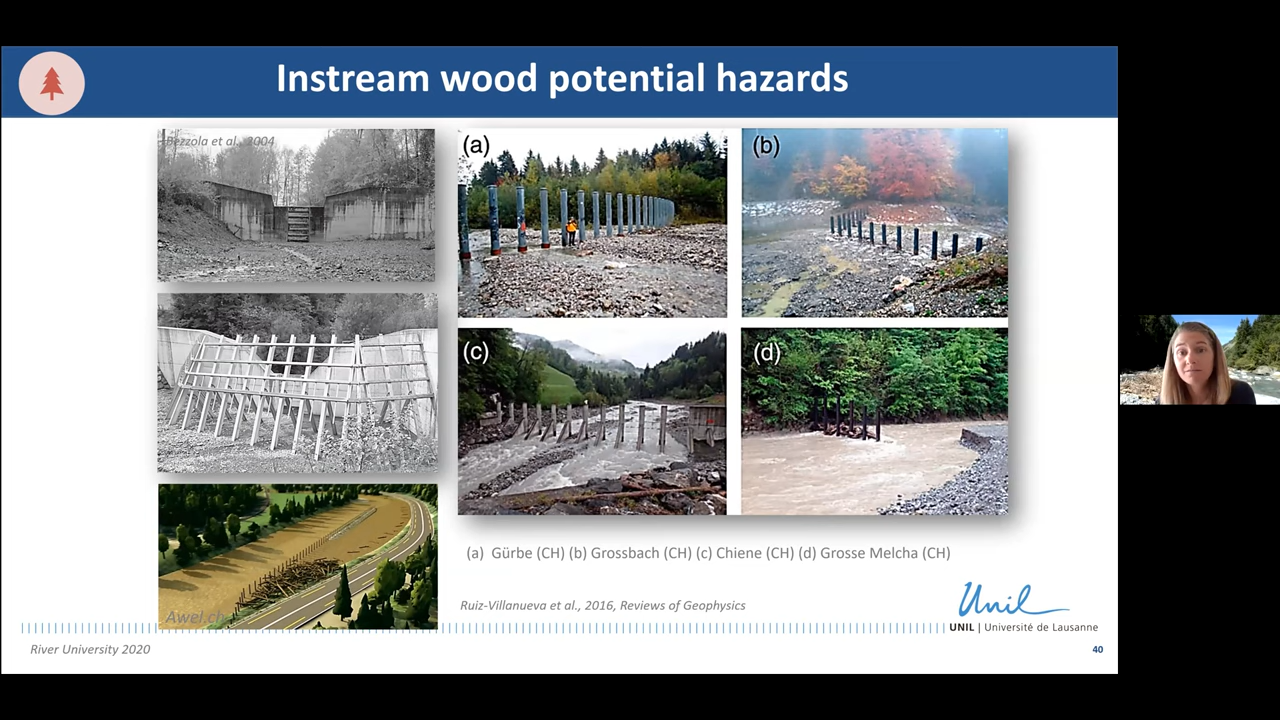 Instream wood potential hazards
Bezzola et al., 2004
(a)
(b)
(c)
(d)
Awel.ch
(a) Gürbe (CH) (b) Grossbach (CH) (c) Chiene (CH) (d) Grosse Melcha (CH)
Ruiz-Villanueva et al., 2016, Reviews of Geophysics
Unil
UNIL | Université de Lausanne
River University 2020
40